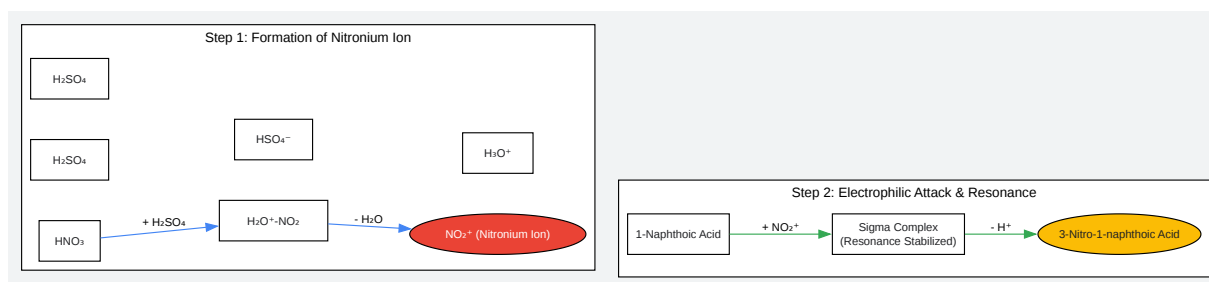 Step 1: Formation of Nitronium Ion
H₂SO₄
H₂SO₄
HSO₄⁻
H₃O⁺
HNO₃
+ H₂SO₄
H₂O⁺-NO₂
- H₂O
NO₂⁺ (Nitronium Ion)
Step 2: Electrophilic Attack & Resonance
1-Naphthoic Acid
+ NO₂⁺
Sigma Complex
(Resonance Stabilized)
- H⁺
3-Nitro-1-naphthoic Acid